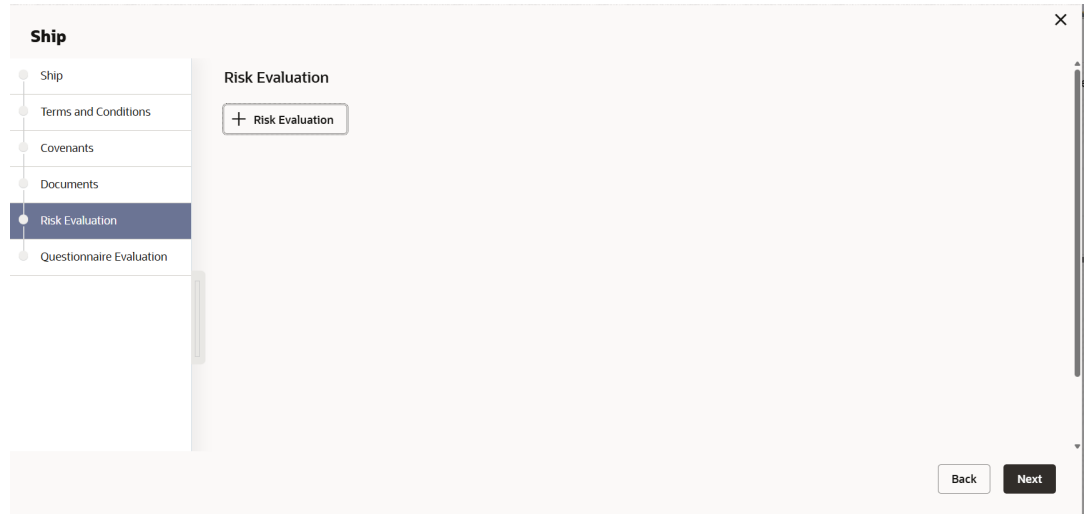 Ship
Ship
Terms and Conditions
Covenants
Documents
Risk Evaluation
Questionnaire Evaluation
Risk Evaluation
+ Risk Evaluation
Back
Next